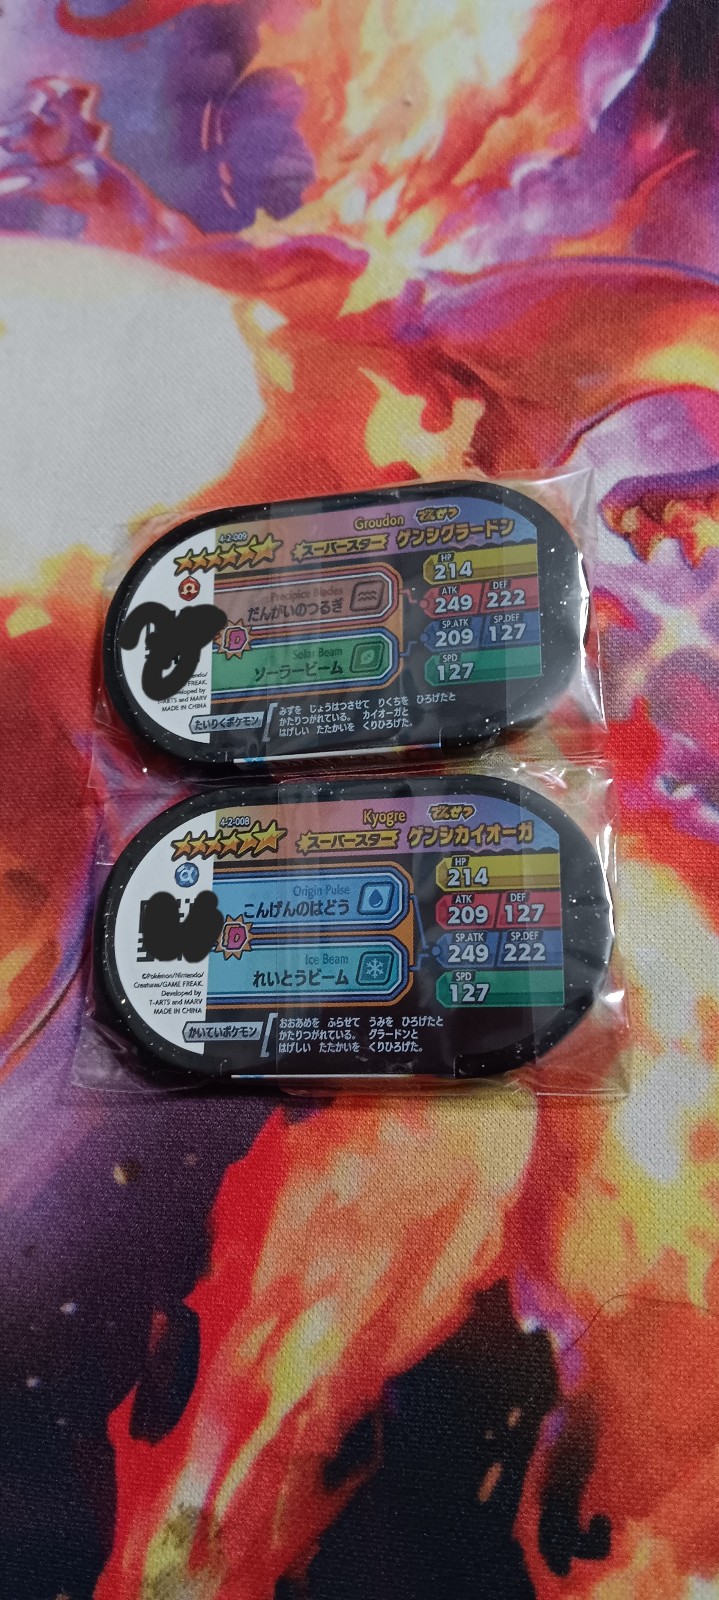 4-2-009
Groudon でんせつ
スーパースター ゲンシグラードン
HP
214
Precipice Blades
だんがいのつるぎ
ATK DEF
249 222
D
Solar Beam
ソーラービーム
SP.ATK SP.DEF
209 127
SPD
127
FREAK.
T-ARTS and MARV
MADE IN CHINA
たいりくポケモン
みずを じょうはつさせて りくちを ひろげたと
かたりつがれている。 カイオーガと
はげしい たたかいを くりひろげた。
4-2-008
Kyogre でんせつ
スーパースター ゲンシカイオーガ
HP
214
Origin Pulse
こんげんのはどう
ATK DEF
209 127
D
Ice Beam
れいとうビーム
SP.ATK SP.DEF
249 222
SPD
127
©Pokémon/Nintendo/
Creatures/GAME FREAK.
Developed by
T-ARTS and MARV
MADE IN CHINA
かいていポケモン
おおあめを ふらせて うみを ひろげたと
かたりつがれている。 グラードンと
はげしい たたかいを くりひろげた。